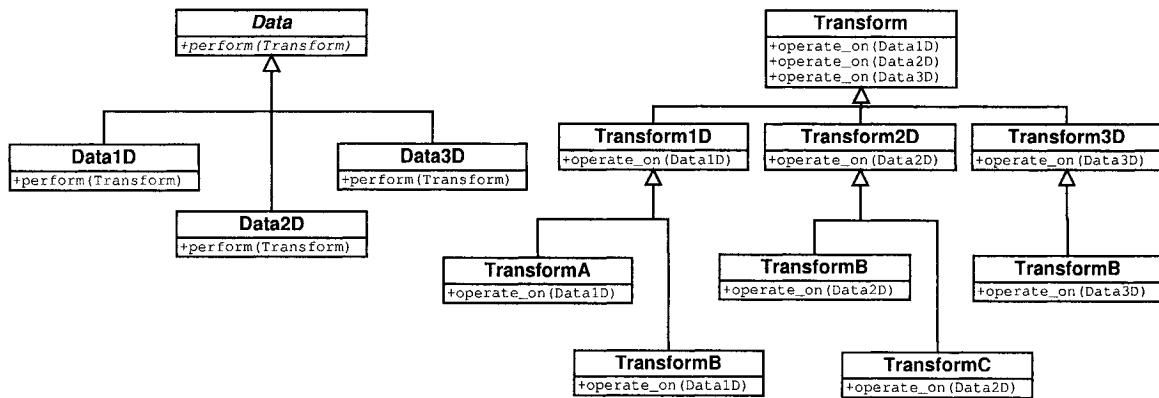 Data
+perform(Transform)
Data1D
+perform(Transform)
Data3D
+perform(Transform)
Data2D
+perform(Transform)
Transform
+operate_on(Data1D)
+operate_on(Data2D)
+operate_on(Data3D)
Transform1D
+operate_on(Data1D)
Transform2D
+operate_on(Data2D)
Transform3D
+operate_on(Data3D)
TransformA
+operate_on(Data1D)
TransformB
+operate_on(Data2D)
TransformB
+operate_on(Data3D)
TransformB
+operate_on(Data1D)
TransformC
+operate_on(Data2D)